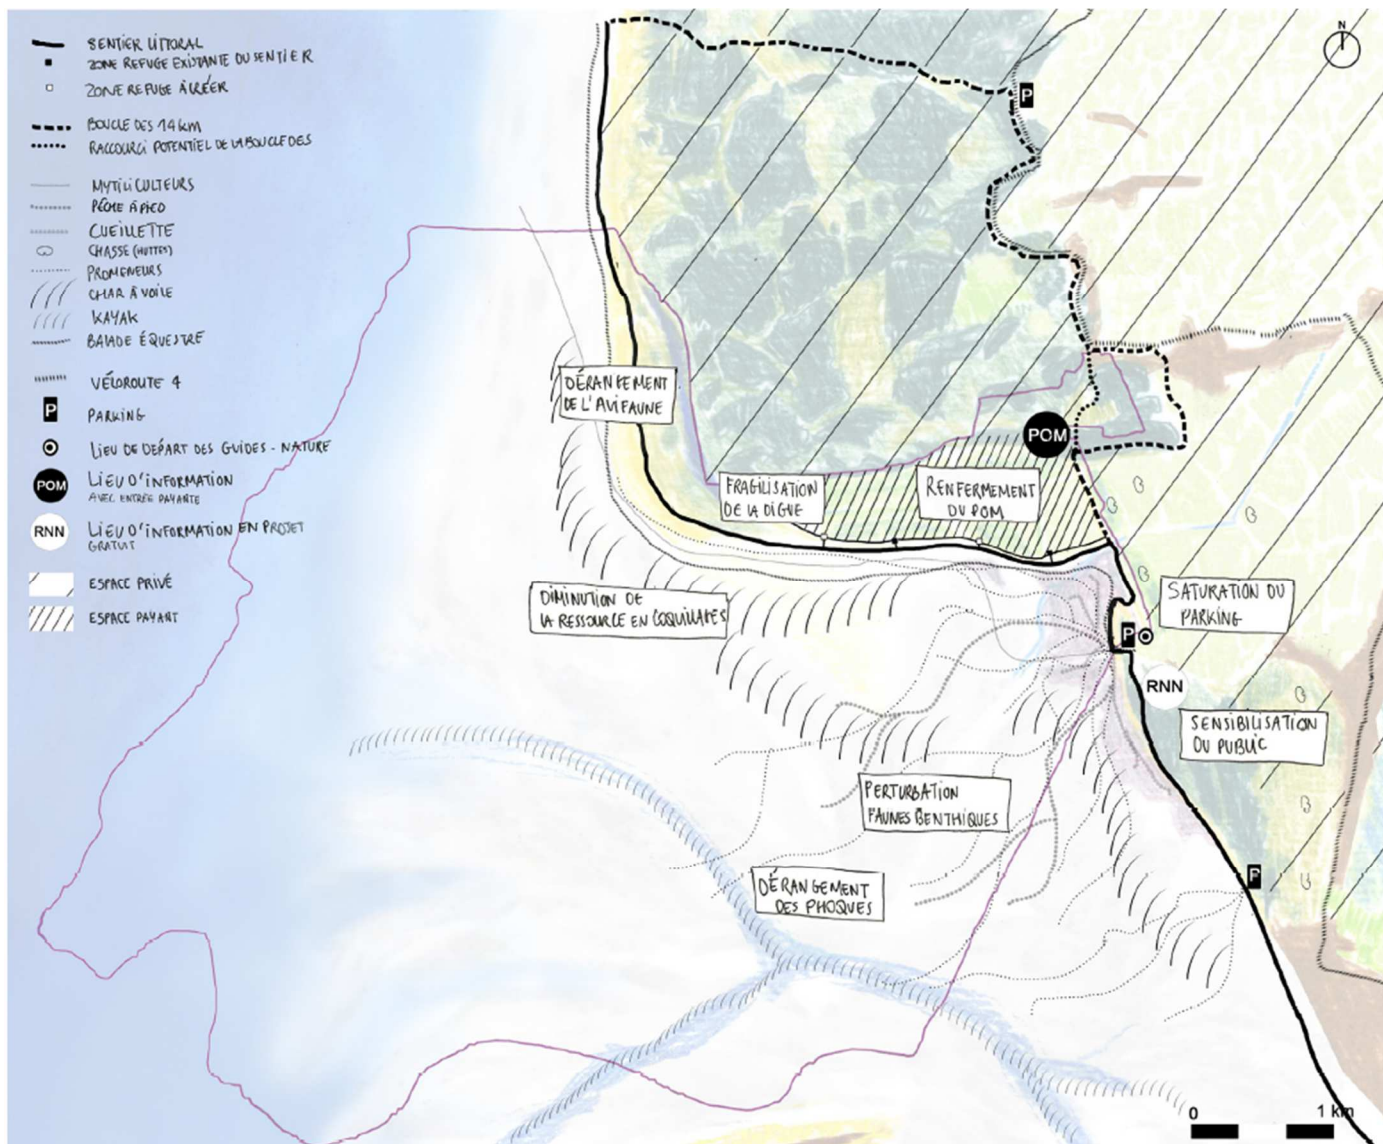 SENTIER LITTORAL
ZONE REFUGE EXISTANTE DU SENTIER
ZONE REFUGE À CRÉER
BOUCLE DES 14 km
RACCOURCI POTENTIEL DE LA BOUCLE DES
MYTILICULTEURS
PÊCHE À PIED
CUEILLETTE
CHASSE (HUTTES)
PROMENEURS
CHAR À VOILE
KAYAK
BALADE ÉQUESTRE
VÉLOROUTE 4
P
PARKING
LIEU DE DÉPART DES GUIDES - NATURE
POM
LIEU D'INFORMATION
AVEC ENTRÉE PAYANTE
RNN
LIEU D'INFORMATION EN PROJET
GRATUIT
ESPACE PRIVÉ
ESPACE PAYANT
N
P
DÉRANGEMENT
DE L'AVIFAUNE
POM
FRAGILISATION
DE LA DIGUE
RENFERMEMENT
DU POM
DIMINUTION DE
LA RESSOURCE EN COQUILLAGES
SATURATION DU
PARKING
P
RNN
SENSIBILISATION
DU PUBLIC
PERTURBATION
FAUNES BENTHIQUES
DÉRANGEMENT
DES PHOQUES
P
0 1 km